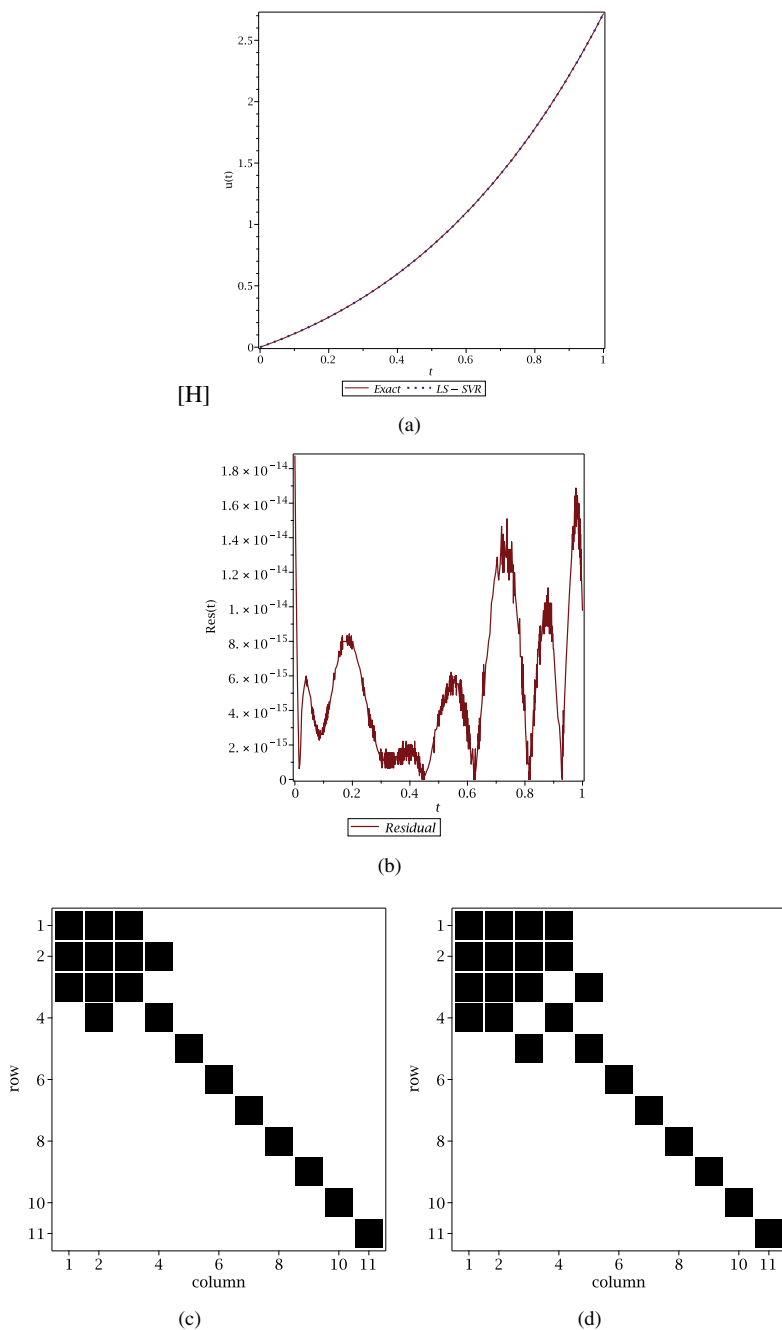 2.5
2
1.5
1
0.5
0
u(t)
0 0.2 0.4 0.6 0.8 1
t
Exact LS − SVR
[H]
(a)
1.8 × 10⁻¹⁴
1.6 × 10⁻¹⁴
1.4 × 10⁻¹⁴
1.2 × 10⁻¹⁴
1. × 10⁻¹⁴
8. × 10⁻¹⁵
6. × 10⁻¹⁵
4. × 10⁻¹⁵
2. × 10⁻¹⁵
0
Res(t)
0 0.2 0.4 0.6 0.8 1
t
Residual
(b)
1
2
4
6
8
10
11
row
1 2 4 6 8 10 11
column
(c)
1
2
4
6
8
10
11
row
1 2 4 6 8 10 11
column
(d)